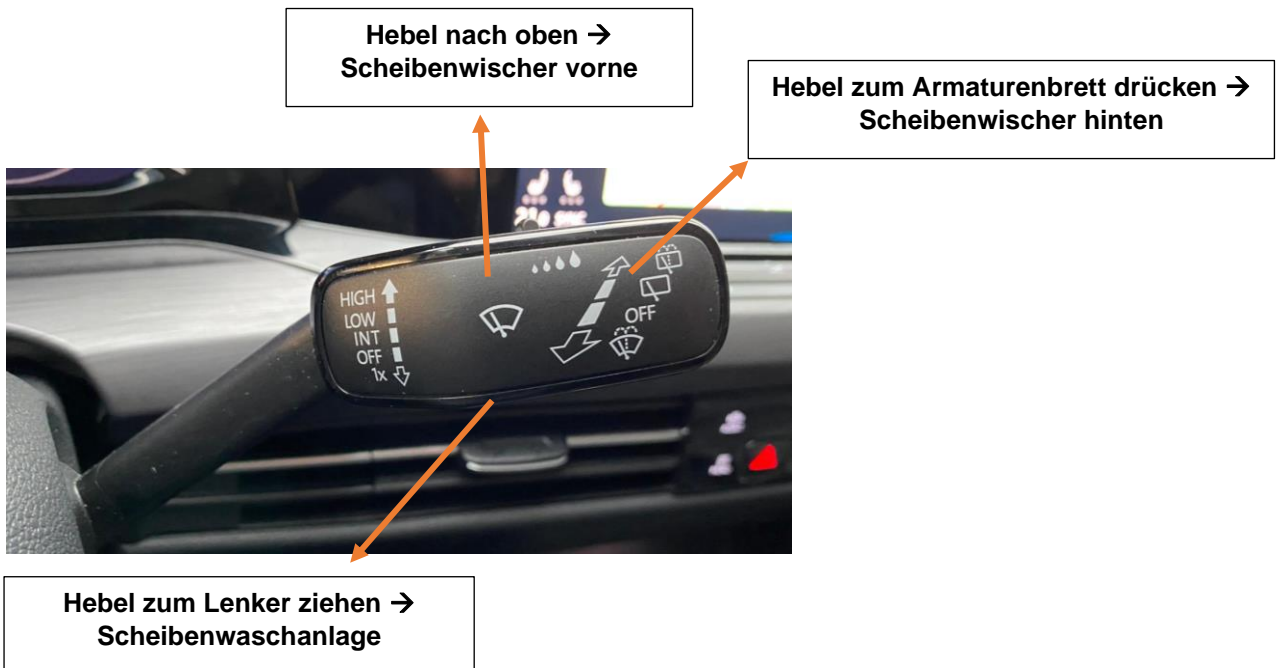 Hebel nach oben →
Scheibenwischer vorne
Hebel zum Armaturenbrett drücken →
Scheibenwischer hinten
HIGH
LOW
INT
OFF
1x
OFF
Hebel zum Lenker ziehen →
Scheibenwaschanlage